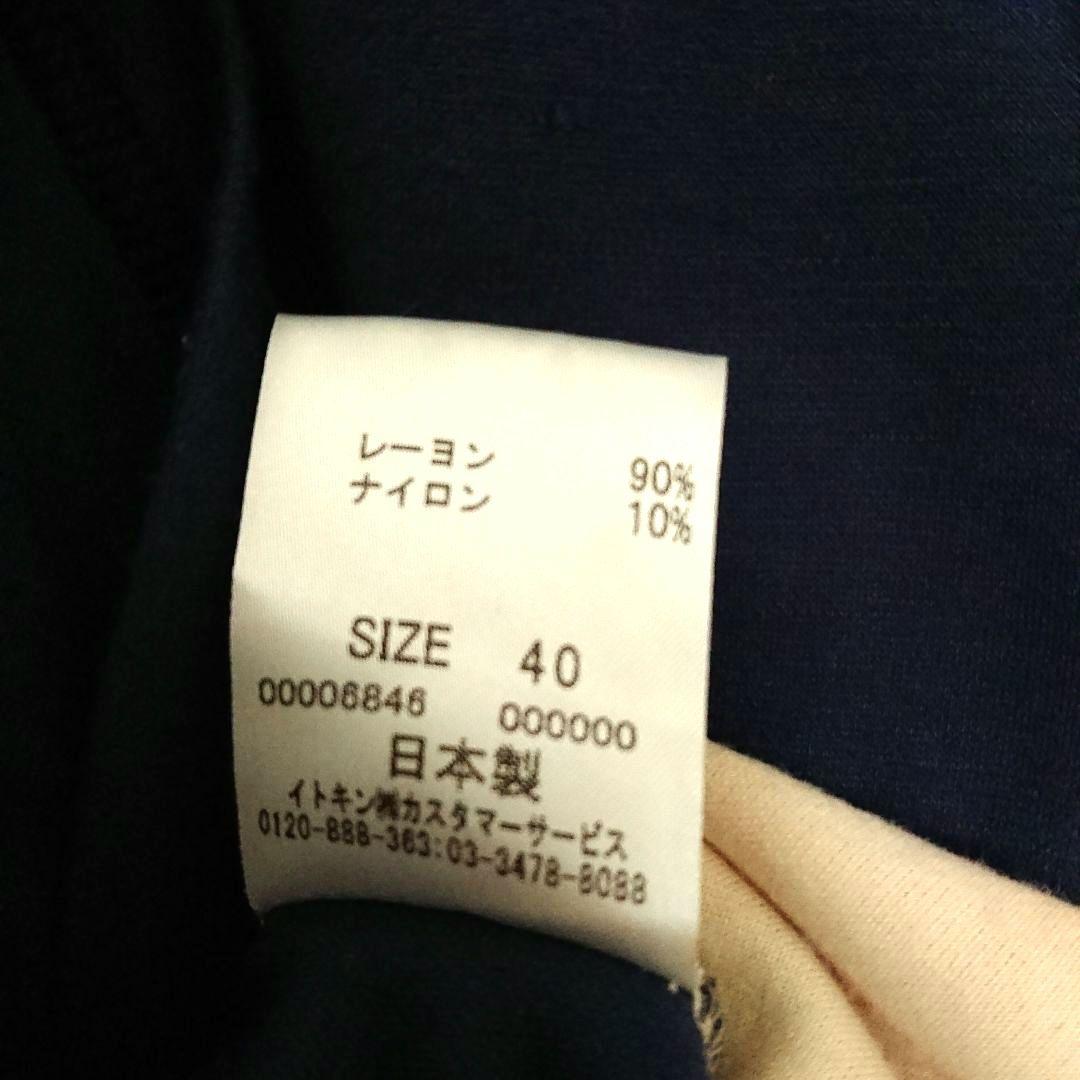 レーヨン 90%
ナイロン 10%
SIZE 40
00006846 000000
日本製
イトキン㈱カスタマーサービス
0120-888-363:03-3478-8088